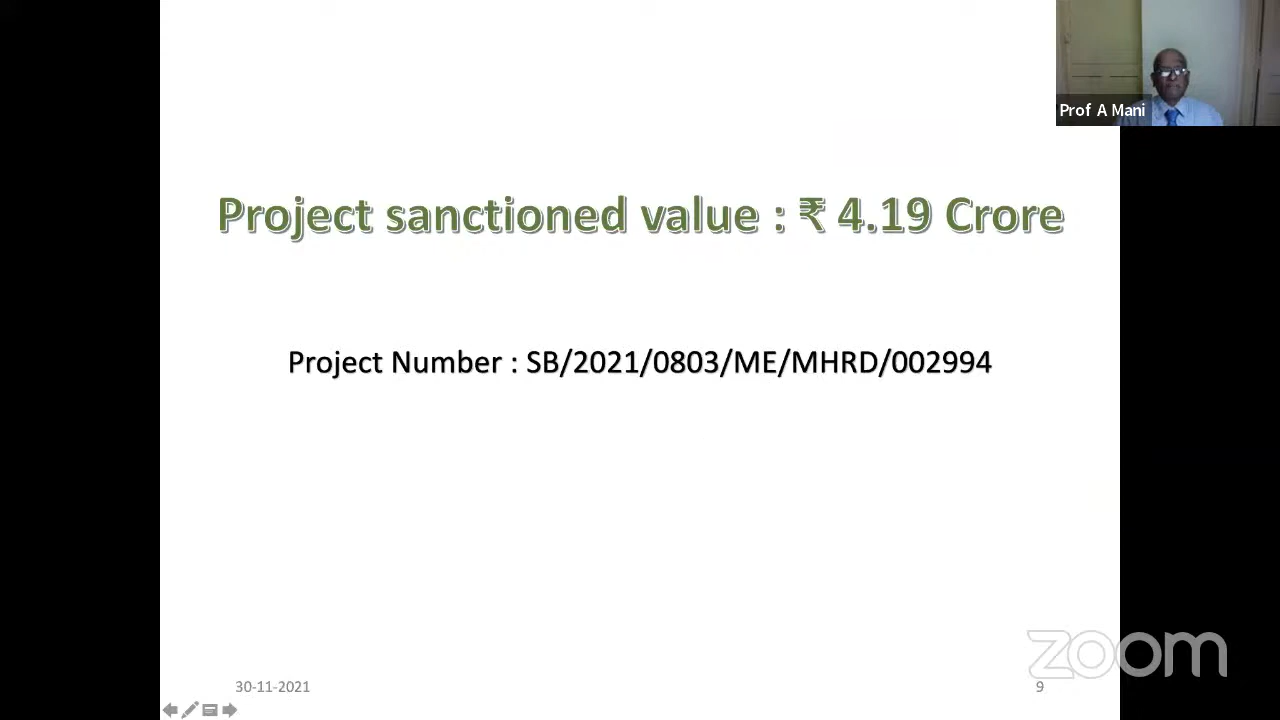 Prof A Mani
Project sanctioned value : ₹ 4.19 Crore
Project Number : SB/2021/0803/ME/MHRD/002994
zoom
30-11-2021
9